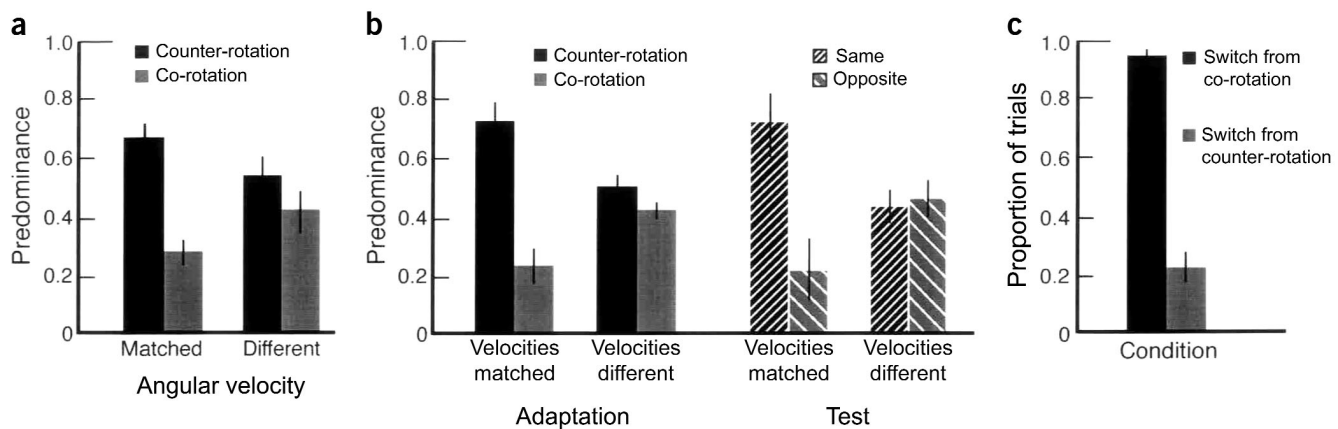 a
1.0
0.8
0.6
0.4
0.2
0
Predominance
Counter-rotation
Co-rotation
Matched
Different
Angular velocity
b
1.0
0.8
0.6
0.4
0.2
0
Predominance
Counter-rotation
Co-rotation
Same
Opposite
Velocities
matched
Velocities
different
Velocities
matched
Velocities
different
Adaptation
Test
c
1.0
0.8
0.6
0.4
0.2
0
Proportion of trials
Switch from
co-rotation
Switch from
counter-rotation
Condition